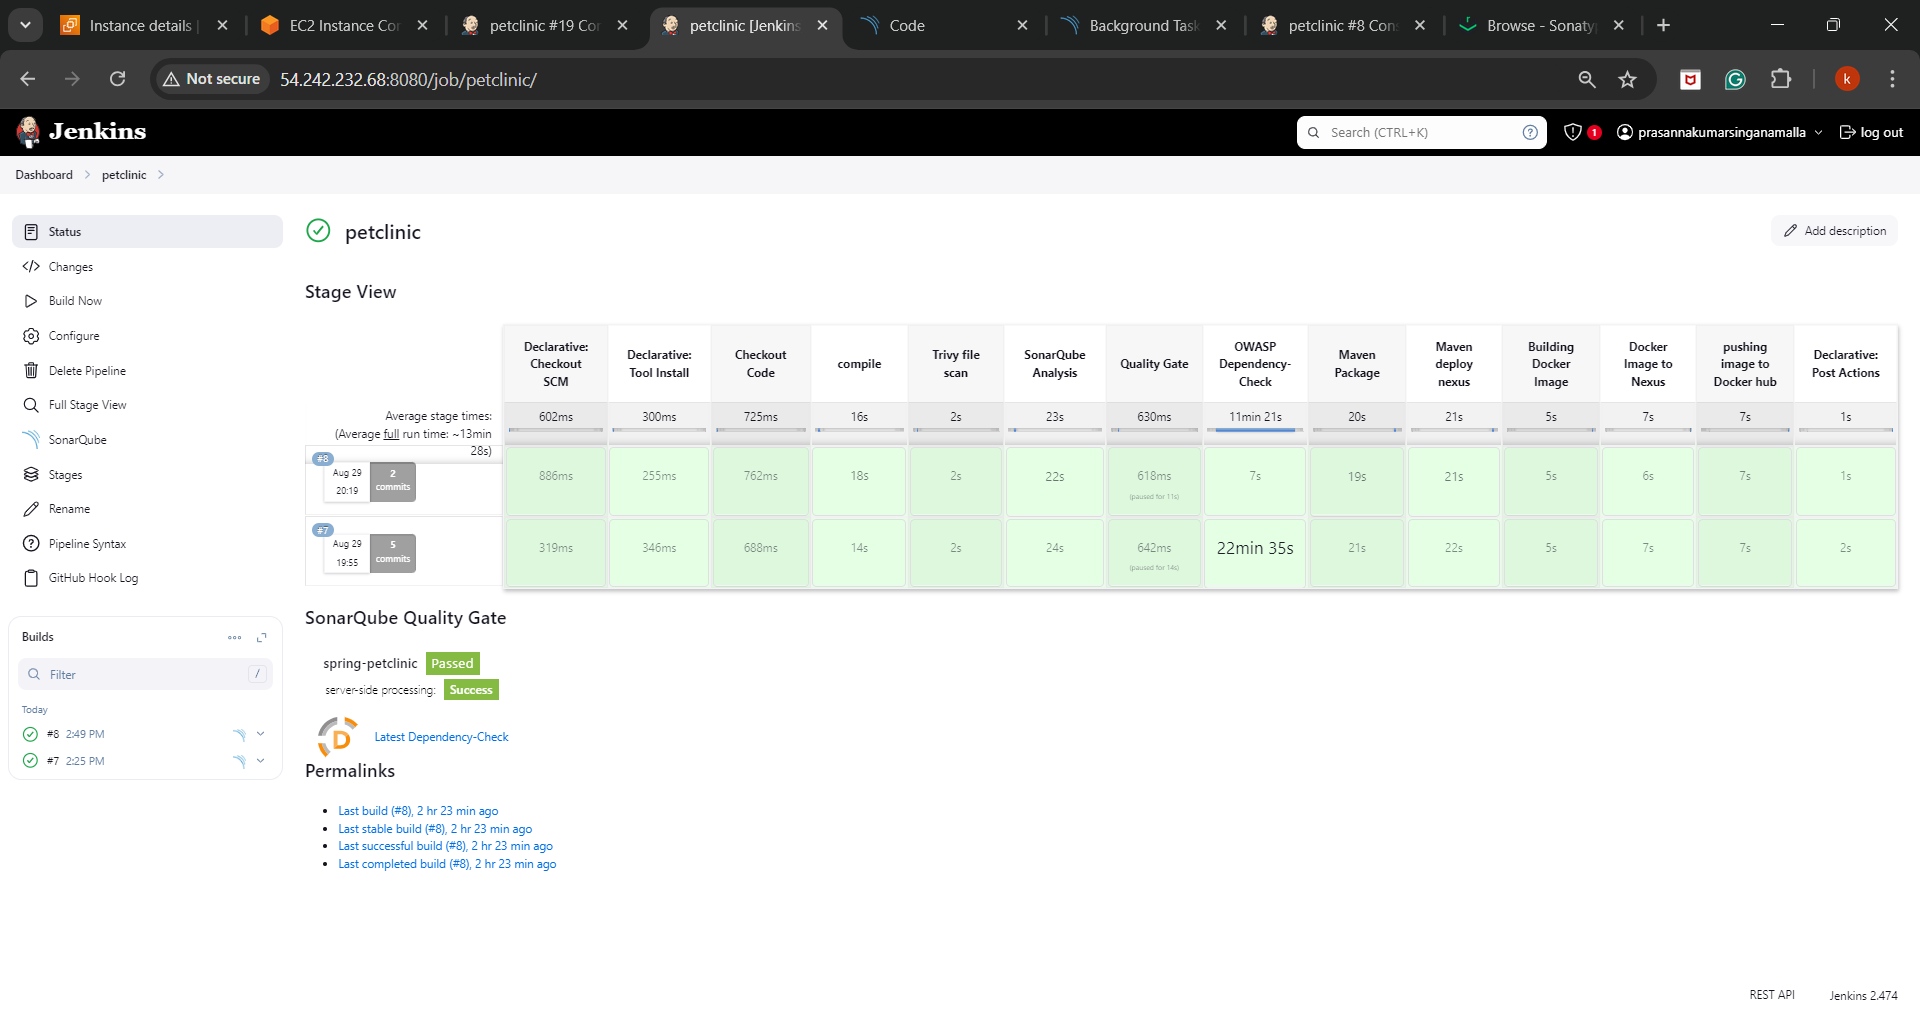 Instance details
EC2 Instance Cor
petclinic #19 Cor
petclinic [Jenkins
Code
Background Task
petclinic #8 Cons
Browse - Sonaty
Not secure
54.242.232.68:8080/job/petclinic/
k
Jenkins
Search (CTRL+K)
1
prasannakumarsinganamalla
log out
Dashboard
petclinic
Status
Changes
Build Now
Configure
Delete Pipeline
Full Stage View
SonarQube
Stages
Rename
Pipeline Syntax
GitHub Hook Log
Builds
Filter
/
Today
#8 2:49 PM
#7 2:25 PM
petclinic
Add description
Stage View
Declarative: Checkout SCM
Declarative: Tool Install
Checkout Code
compile
Trivy file scan
SonarQube Analysis
Quality Gate
OWASP Dependency-Check
Maven Package
Maven deploy nexus
Building Docker Image
Docker Image to Nexus
pushing image to Docker hub
Declarative: Post Actions
Average stage times:
(Average full run time: ~13min
28s)
602ms 300ms 725ms 16s 2s 23s 630ms 11min 21s 20s 21s 5s 7s 7s 1s
#8
Aug 29
20:19
2
commits
886ms 255ms 762ms 18s 2s 22s 618ms 7s 19s 21s 5s 6s 7s 1s
(paused for 11s)
#7
Aug 29
19:55
5
commits
319ms 346ms 688ms 14s 2s 24s 642ms 22min 35s 21s 22s 5s 7s 7s 2s
(paused for 14s)
SonarQube Quality Gate
spring-petclinic Passed
server-side processing: Success
D
Latest Dependency-Check
Permalinks
Last build (#8), 2 hr 23 min ago
Last stable build (#8), 2 hr 23 min ago
Last successful build (#8), 2 hr 23 min ago
Last completed build (#8), 2 hr 23 min ago
REST API
Jenkins 2.474